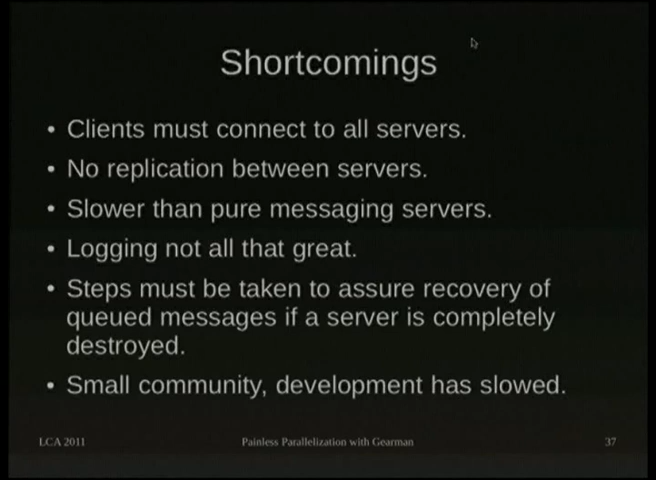 Shortcomings
• Clients must connect to all servers.
• No replication between servers.
• Slower than pure messaging servers.
• Logging not all that great.
• Steps must be taken to assure recovery of
queued messages if a server is completely
destroyed.
• Small community, development has slowed.
LCA 2011 Painless Parallelization with Gearman 37